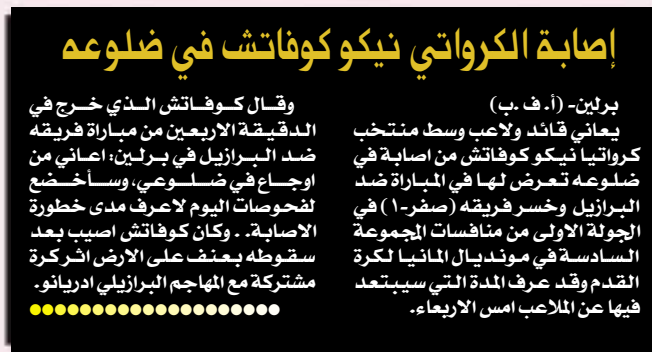 إصابة الكرواتي نيكو كوفاتش في ضلوعه
برلين- (أ. ف .ب)
يعاني قائد ولاعب وسط منتخب
كرواتيا نيكو كوفاتش من اصابة في
ضلوعه تعرض لها في المباراة ضد
البرازيل وخسر فريقه (صفر-١) في
الجولة الاولى من منافسات المجموعة
السادسة في مونديال المانيا لكرة
القدم وقد عرف المدة التي سيبتعد
فيها عن الملاعب امس الاربعاء.
وقال كوفاتش الذي خرج في
الدقيقة الاربعين من مباراة فريقه
ضد البرازيل في برلين: اعاني من
اوجاع في ضلوعي، وسأخضع
لفحوصات اليوم لاعرف مدى خطورة
الاصابة. . وكان كوفاتش اصيب بعد
سقوطه بعنف على الارض اثر كرة
مشتركة مع المهاجم البرازيلي ادريانو.